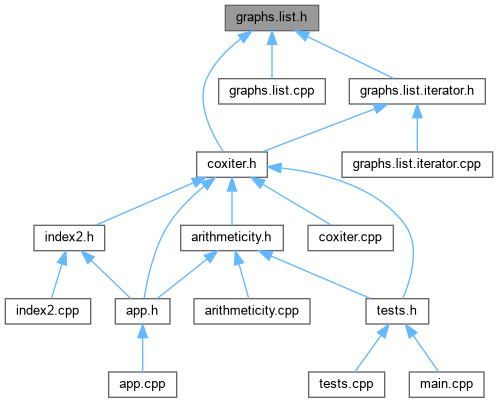 graphs.list.h
graphs.list.cpp
graphs.list.iterator.h
coxiter.h
graphs.list.iterator.cpp
index2.h
arithmeticity.h
coxiter.cpp
index2.cpp
app.h
arithmeticity.cpp
tests.h
app.cpp
tests.cpp
main.cpp